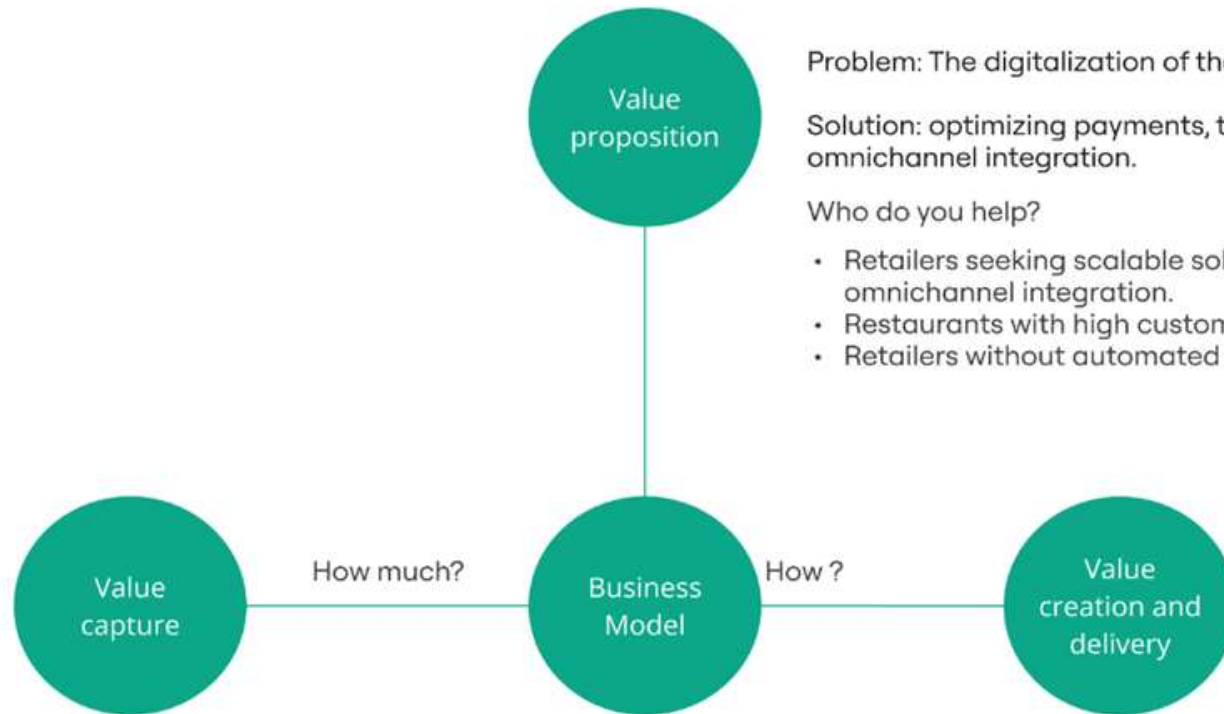 Value
proposition
Problem: The digitalization of the
Solution: optimizing payments, t
omnichannel integration.
Who do you help?
• Retailers seeking scalable sol
omnichannel integration.
• Restaurants with high custom
• Retailers without automated
Value
capture
How much?
Business
Model
How ?
Value
creation and
delivery